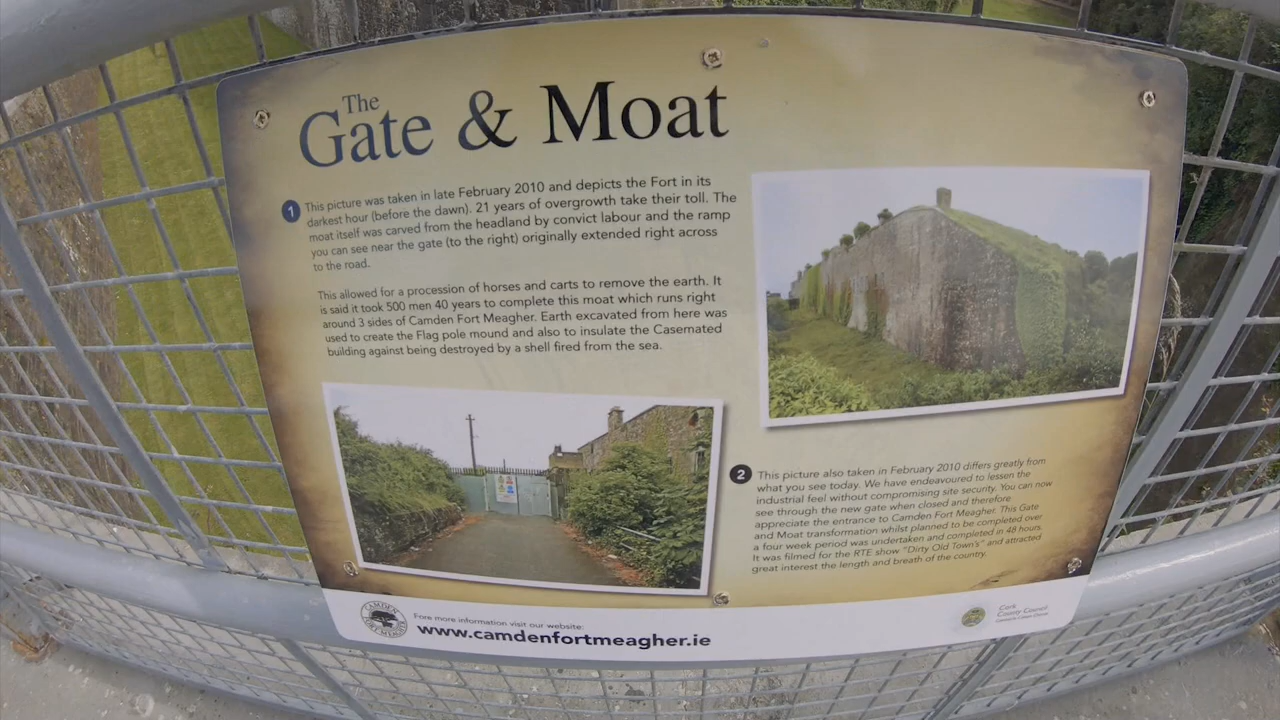 The
Gate & Moat
1 This picture was taken in late February 2010 and depicts the Fort in its
darkest hour (before the dawn). 21 years of overgrowth take their toll. The
moat itself was carved from the headland by convict labour and the ramp
you can see near the gate (to the right) originally extended right across
to the road.
This allowed for a procession of horses and carts to remove the earth. It
is said it took 500 men 40 years to complete this moat which runs right
around 3 sides of Camden Fort Meagher. Earth excavated from here was
used to create the Flag pole mound and also to insulate the Casemated
building against being destroyed by a shell fired from the sea.
2 This picture also taken in February 2010 differs greatly from
what you see today. We have endeavoured to lessen the
industrial feel without compromising site security. You can now
see through the new gate when closed and therefore
appreciate the entrance to Camden Fort Meagher. This Gate
and Moat transformation whilst planned to be completed over
a four week period was undertaken and completed in 48 hours.
It was filmed for the RTE show "Dirty Old Town's" and attracted
great interest the length and breath of the country.
CAMDEN
FORT MEAGHER
Fore more information visit our website:
www.camdenfortmeagher.ie
Cork
County Council